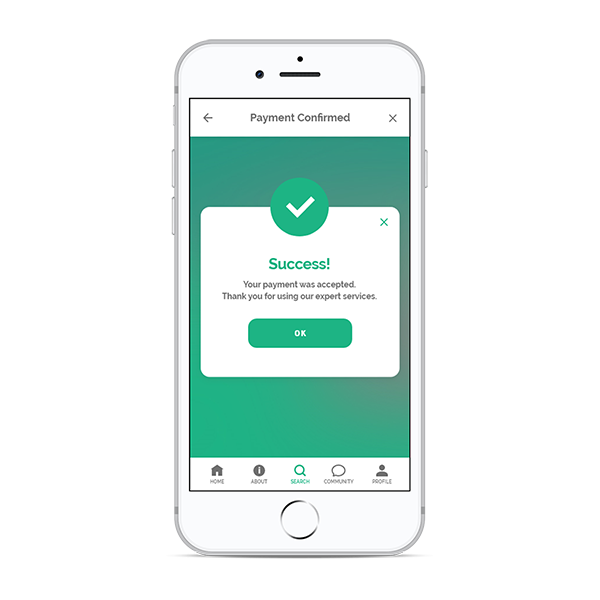 Payment Confirmed
Success!
Your payment was accepted.
Thank you for using our expert services.
OK
HOME ABOUT SEARCH COMMUNITY PROFILE